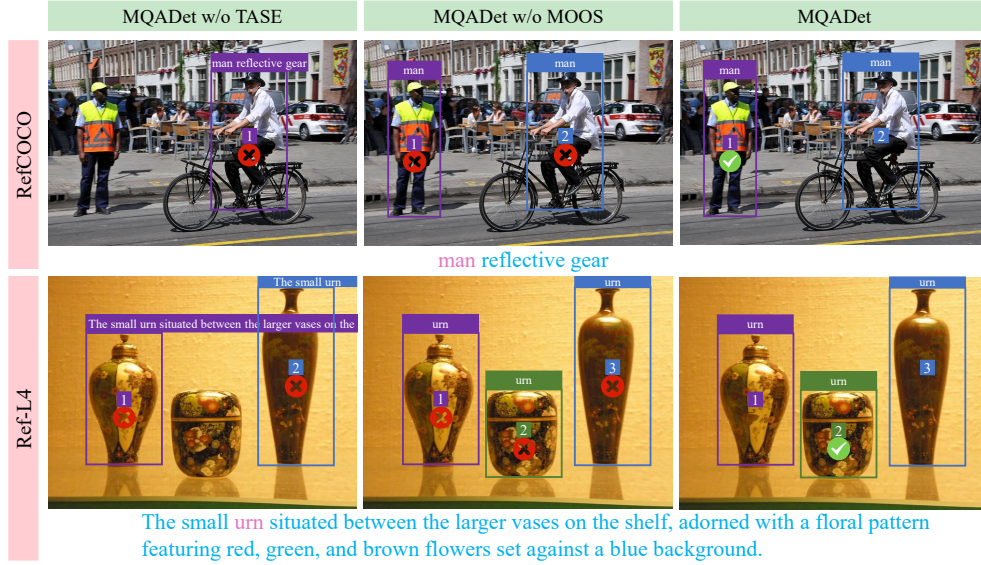 MQADet w/o TASE
MQADet w/o MOOS
MQADet
RefCOCO
man reflective gear
1
man
1
man
2
man
1
man
2
man reflective gear
Ref-L4
The small urn situated between the larger vases on the
1
The small urn
2
urn
1
urn
2
urn
3
urn
1
urn
2
urn
3
The small urn situated between the larger vases on the shelf, adorned with a floral pattern
featuring red, green, and brown flowers set against a blue background.